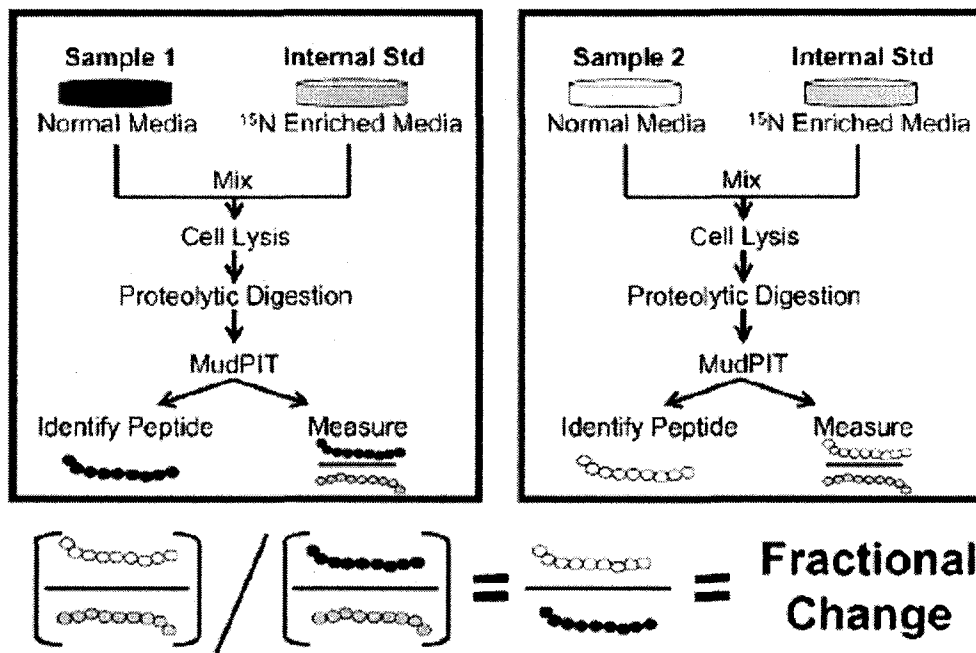 Sample 1 Internal Std
Normal Media ¹⁵N Enriched Media
Mix
Cell Lysis
Proteolytic Digestion
MudPIT
Identify Peptide Measure
Sample 2 Internal Std
Normal Media ¹⁵N Enriched Media
Mix
Cell Lysis
Proteolytic Digestion
MudPIT
Identify Peptide Measure
[ ] / [ ] = = Fractional
Change